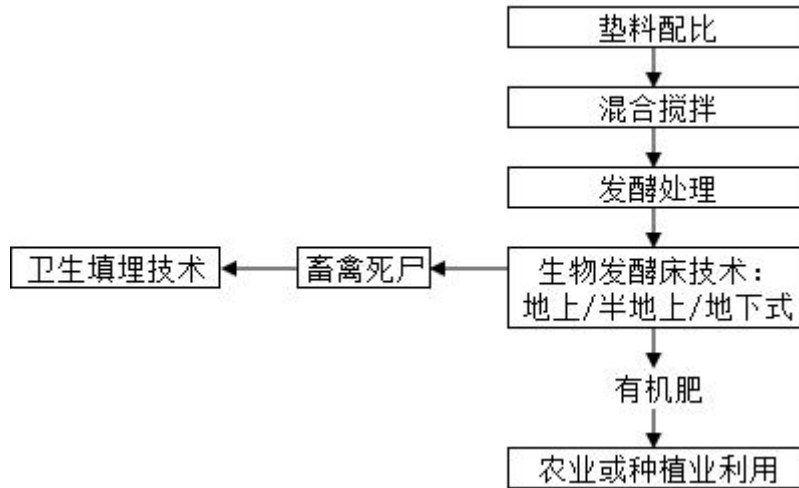 垫料配比
混合搅拌
发酵处理
卫生填埋技术
畜禽死尸
生物发酵床技术：
地上/半地上/地下式
有机肥
农业或种植业利用